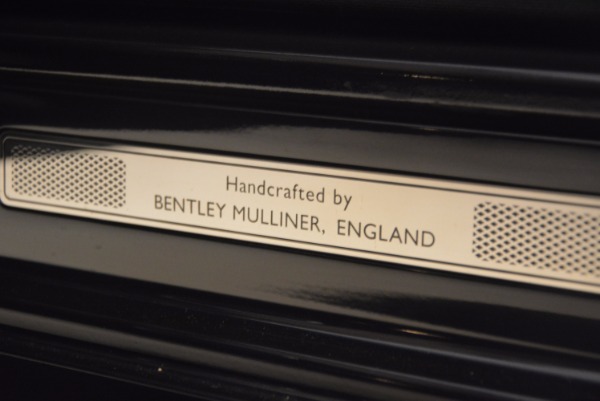 Handcrafted by
BENTLEY MULLINER, ENGLAND